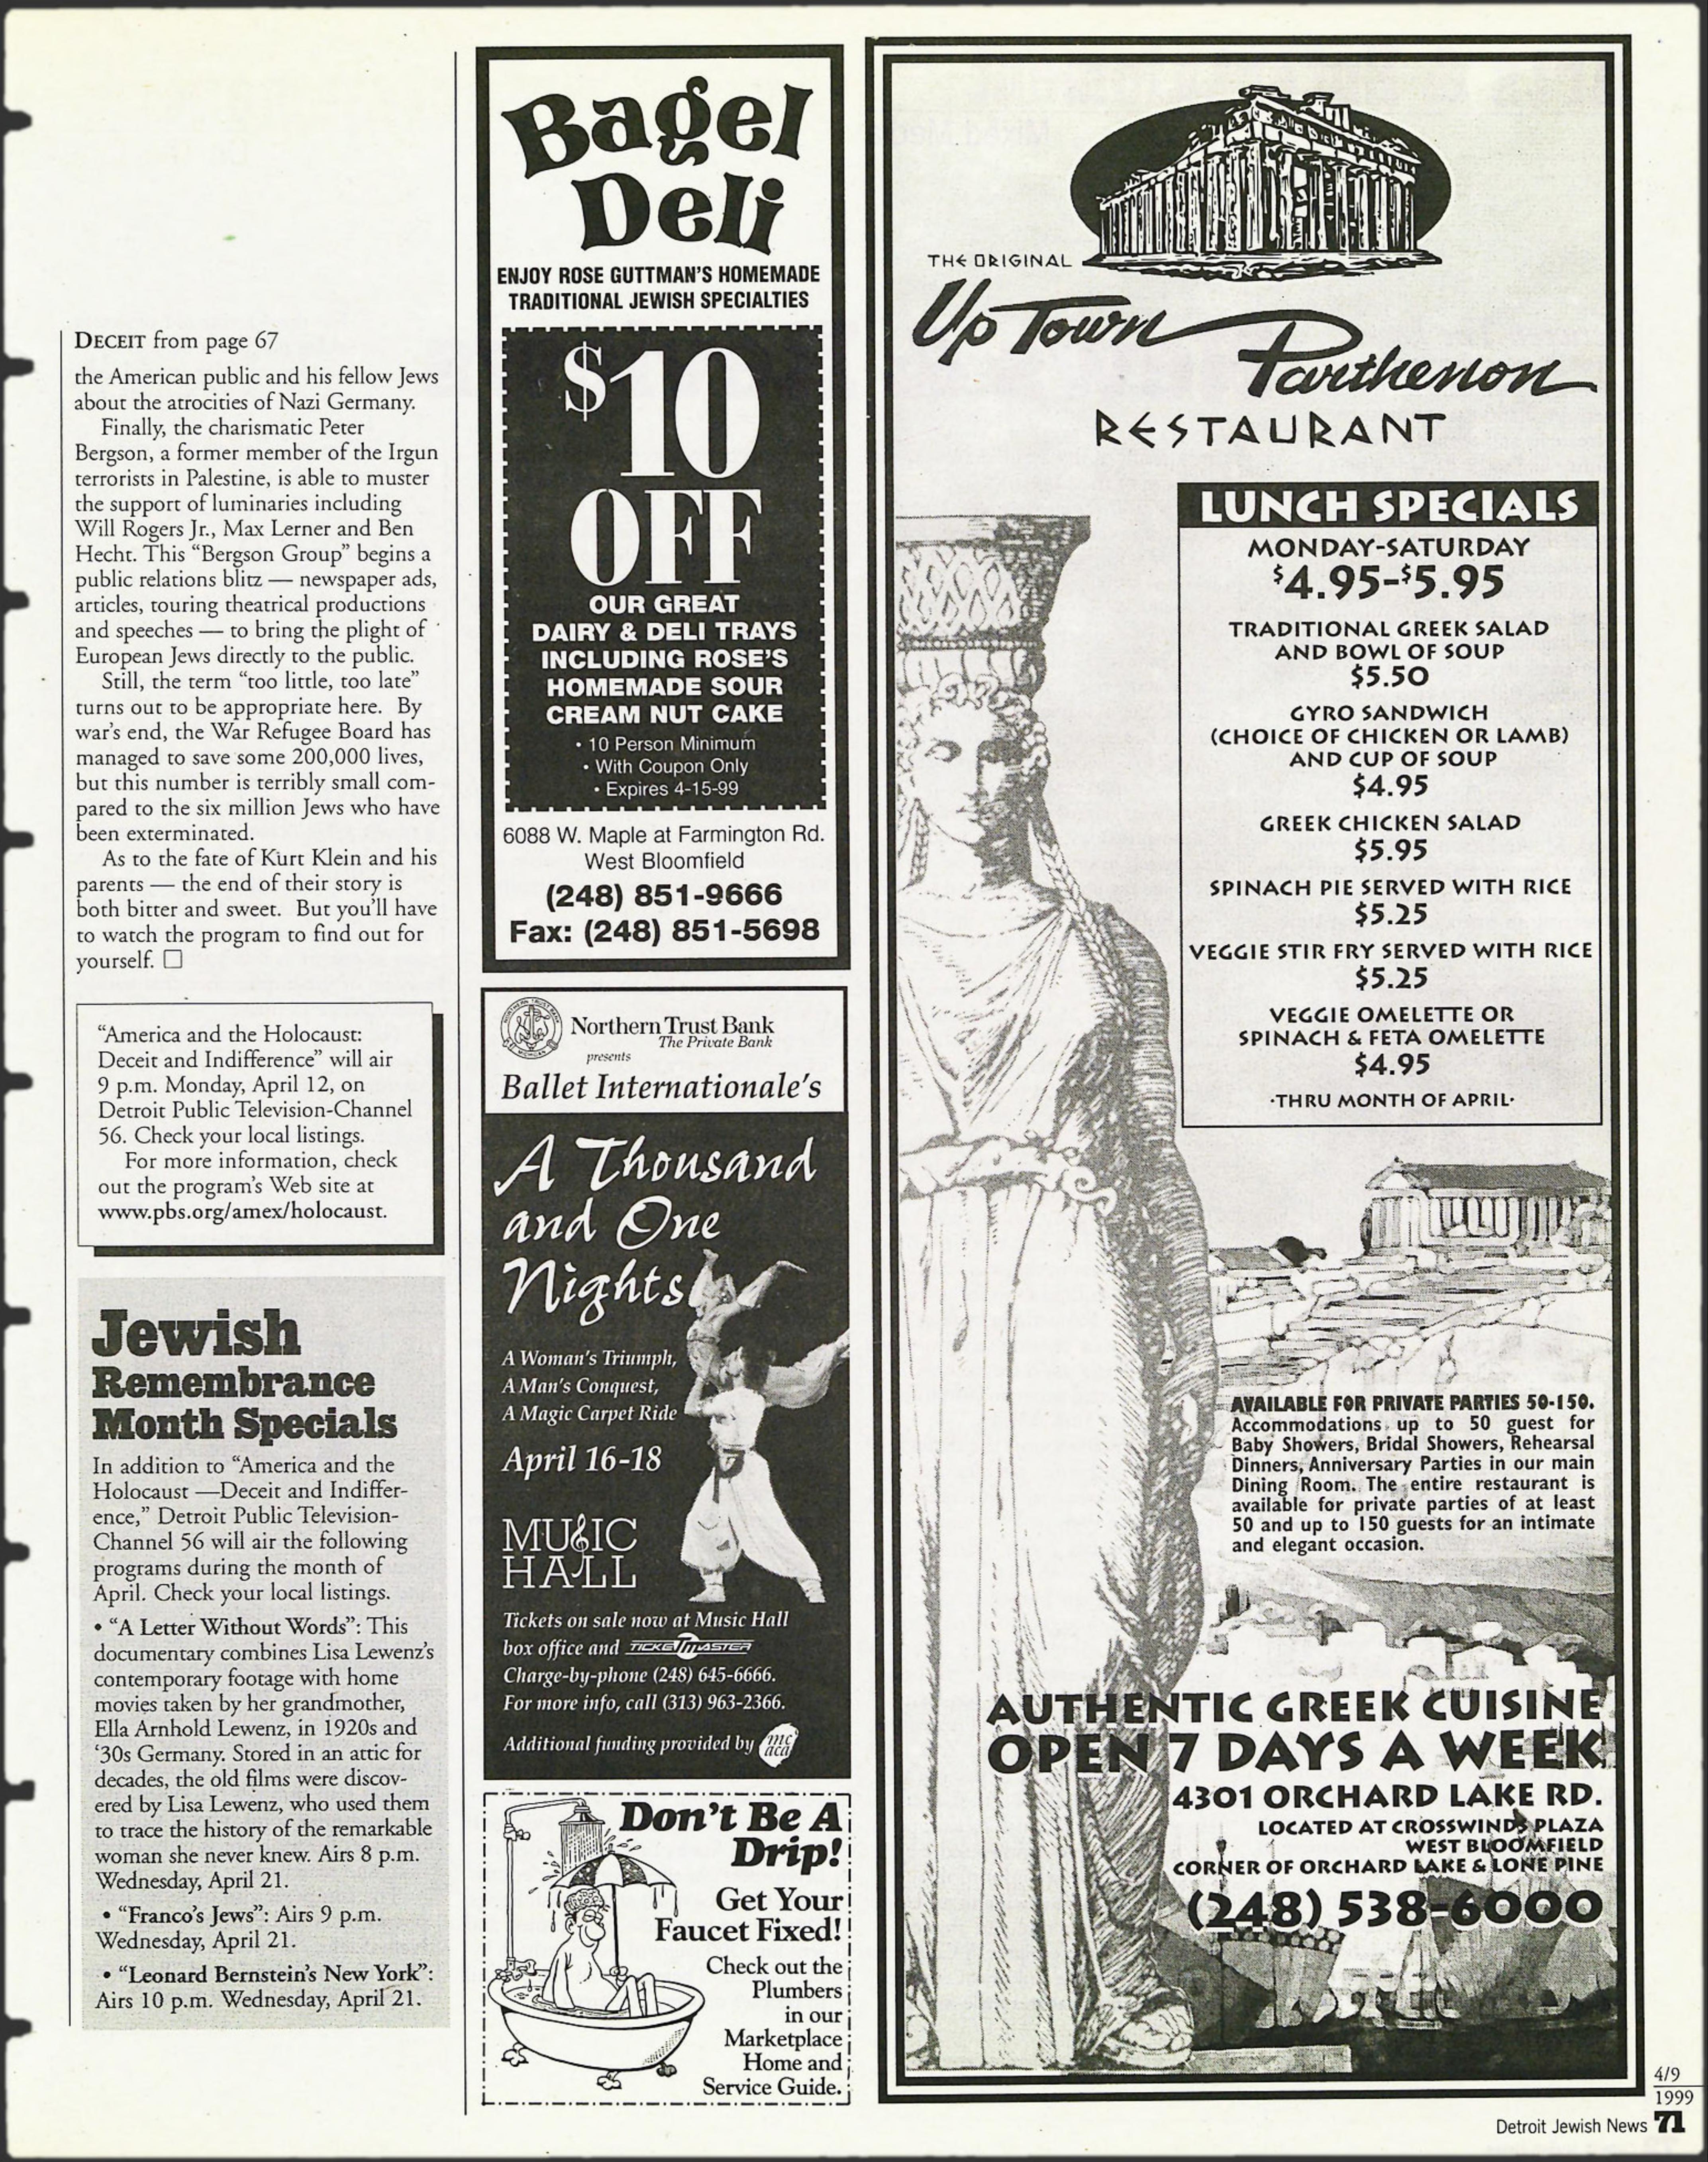 DECEIT from page 67
the American public and his fellow Jews
about the atrocities of Nazi Germany.
Finally, the charismatic Peter
Bergson, a former member of the Irgun
terrorists in Palestine, is able to muster
the support of luminaries including
Will Rogers Jr., Max Lerner and Ben
Hecht. This “Bergson Group” begins a
public relations blitz — newspaper ads,
articles, touring theatrical productions
and speeches — to bring the plight of
European Jews directly to the public.
Still, the term “too little, too late”
turns out to be appropriate here. By
war's end, the War Refugee Board has
managed to save some 200,000 lives,
but this number is terribly small com-
pared to the six million Jews who have
been exterminated.
As to the fate of Kurt Klein and his
parents — the end of their story is
both bitter and sweet. But you'll have
to watch the program to find out for
yourself. □
“America and the Holocaust:
Deceit and Indifference” will air
9 p.m. Monday, April 12, on
Detroit Public Television-Channel
56. Check your local listings.
For more information, check
out the program's Web site at
www.pbs.org/amex/holocaust.
Jewish
Remembrance
Month Specials
In addition to “America and the
Holocaust —Deceit and Indiffer-
ence,” Detroit Public Television-
Channel 56 will air the following
programs during the month of
April. Check your local listings.
• “A Letter Without Words”: This
documentary combines Lisa Lewenz's
contemporary footage with home
movies taken by her grandmother,
Ella Arnhold Lewenz, in 1920s and
‘30s Germany. Stored in an attic for
decades, the old films were discov-
ered by Lisa Lewenz, who used them
to trace the history of the remarkable
woman she never knew. Airs 8 p.m.
Wednesday, April 21.
• “Franco's Jews”: Airs 9 p.m.
Wednesday, April 21.
• “Leonard Bernstein's New York”:
Airs 10 p.m. Wednesday, April 21.
Bagel
Deli
ENJOY ROSE GUTTMAN'S HOMEMADE
TRADITIONAL JEWISH SPECIALTIES
$10
OFF
OUR GREAT
DAIRY & DELI TRAYS
INCLUDING ROSE'S
HOMEMADE SOUR
CREAM NUT CAKE
• 10 Person Minimum
• With Coupon Only
• Expires 4-15-99
6088 W. Maple at Farmington Rd.
West Bloomfield
(248) 851-9666
Fax: (248) 851-5698
Northern Trust Bank
The Private Bank
presents
Ballet Internationale's
A Thousand
and One
Nights
A Woman's Triumph,
A Man's Conquest,
A Magic Carpet Ride
April 16-18
MUSIC
HALL
Tickets on sale now at Music Hall
box office and TICKETMASTER
Charge-by-phone (248) 645-6666.
For more info, call (313) 963-2366.
Additional funding provided by mcaca
Don't Be A
Drip!
Get Your
Faucet Fixed!
Check out the
Plumbers
in our
Marketplace
Home and
Service Guide.
THE ORIGINAL
Up Town
Parthenon
RESTAURANT
LUNCH SPECIALS
MONDAY-SATURDAY
$4.95-$5.95
TRADITIONAL GREEK SALAD
AND BOWL OF SOUP
$5.50
GYRO SANDWICH
(CHOICE OF CHICKEN OR LAMB)
AND CUP OF SOUP
$4.95
GREEK CHICKEN SALAD
$5.95
SPINACH PIE SERVED WITH RICE
$5.25
VEGGIE STIR FRY SERVED WITH RICE
$5.25
VEGGIE OMELETTE OR
SPINACH & FETA OMELETTE
$4.95
·THRU MONTH OF APRIL·
AVAILABLE FOR PRIVATE PARTIES 50-150.
Accommodations up to 50 guest for
Baby Showers, Bridal Showers, Rehearsal
Dinners, Anniversary Parties in our main
Dining Room. The entire restaurant is
available for private parties of at least
50 and up to 150 guests for an intimate
and elegant occasion.
AUTHENTIC GREEK CUISINE
OPEN 7 DAYS A WEEK
4301 ORCHARD LAKE RD.
LOCATED AT CROSSWINDS PLAZA
WEST BLOOMFIELD
CORNER OF ORCHARD LAKE & LONE PINE
(248) 538-6000
4/9
1999
Detroit Jewish News 71